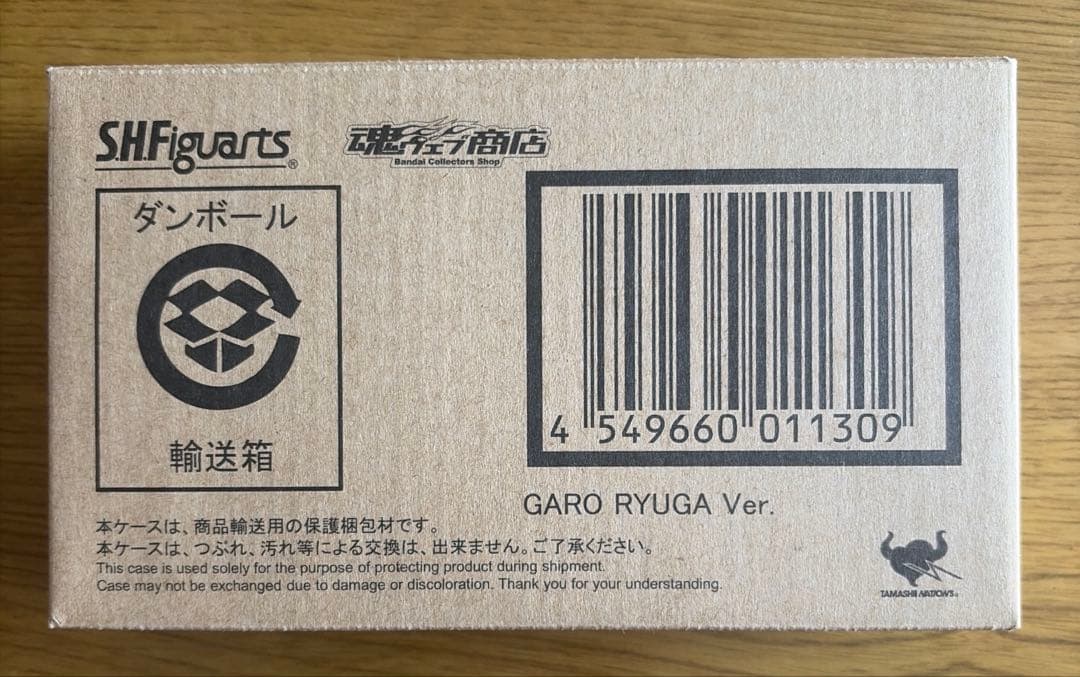 S.H.Figuarts®
魂ウェブ商店
Bandai Collectors Shop
ダンボール
輸送箱
4 549660 011309
GARO RYUGA Ver.
本ケースは、商品輸送用の保護梱包材です。
本ケースは、つぶれ、汚れ等による交換は、出来ません。ご了承ください。
This case is used solely for the purpose of protecting product during shipment.
Case may not be exchanged due to damage or discoloration. Thank you for your understanding.
TAMASHII NATIONS®